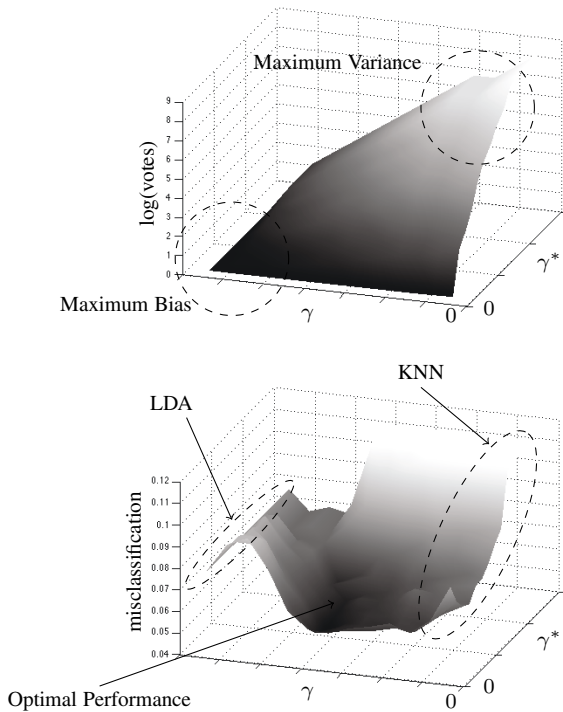 Maximum Variance
9
8
7
6
5
4
3
2
1
0
log(votes)
Maximum Bias
γ
0
0
γ*
KNN
LDA
0.12
0.11
0.1
0.09
0.08
0.07
0.06
0.05
0.04
misclassification
Optimal Performance
γ
0
0
γ*